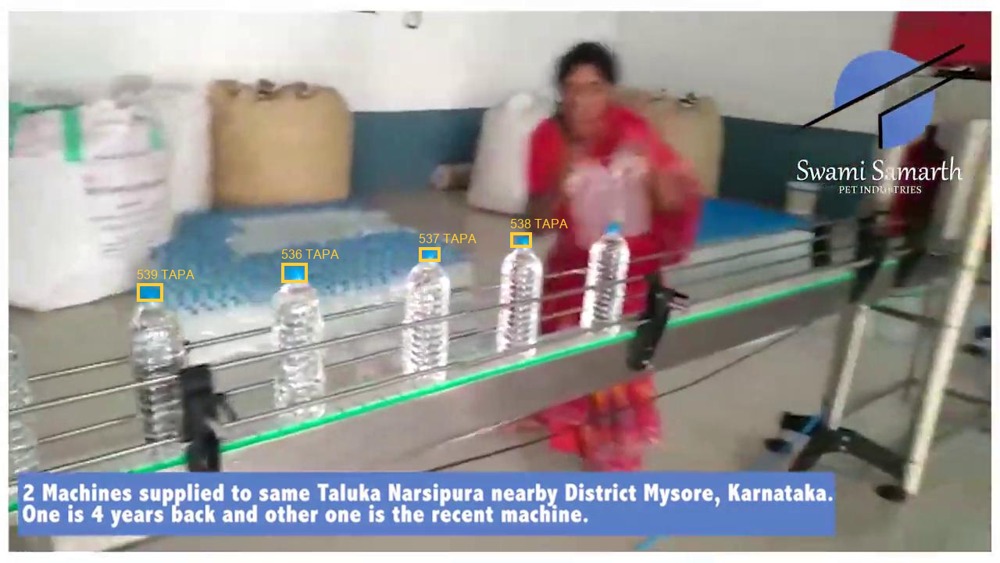 Swami Samarth
PET INDUSTRIES
538 TAPA
537 TAPA
536 TAPA
539 TAPA
2 Machines supplied to same Taluka Narsipura nearby District Mysore, Karnataka.
One is 4 years back and other one is the recent machine.